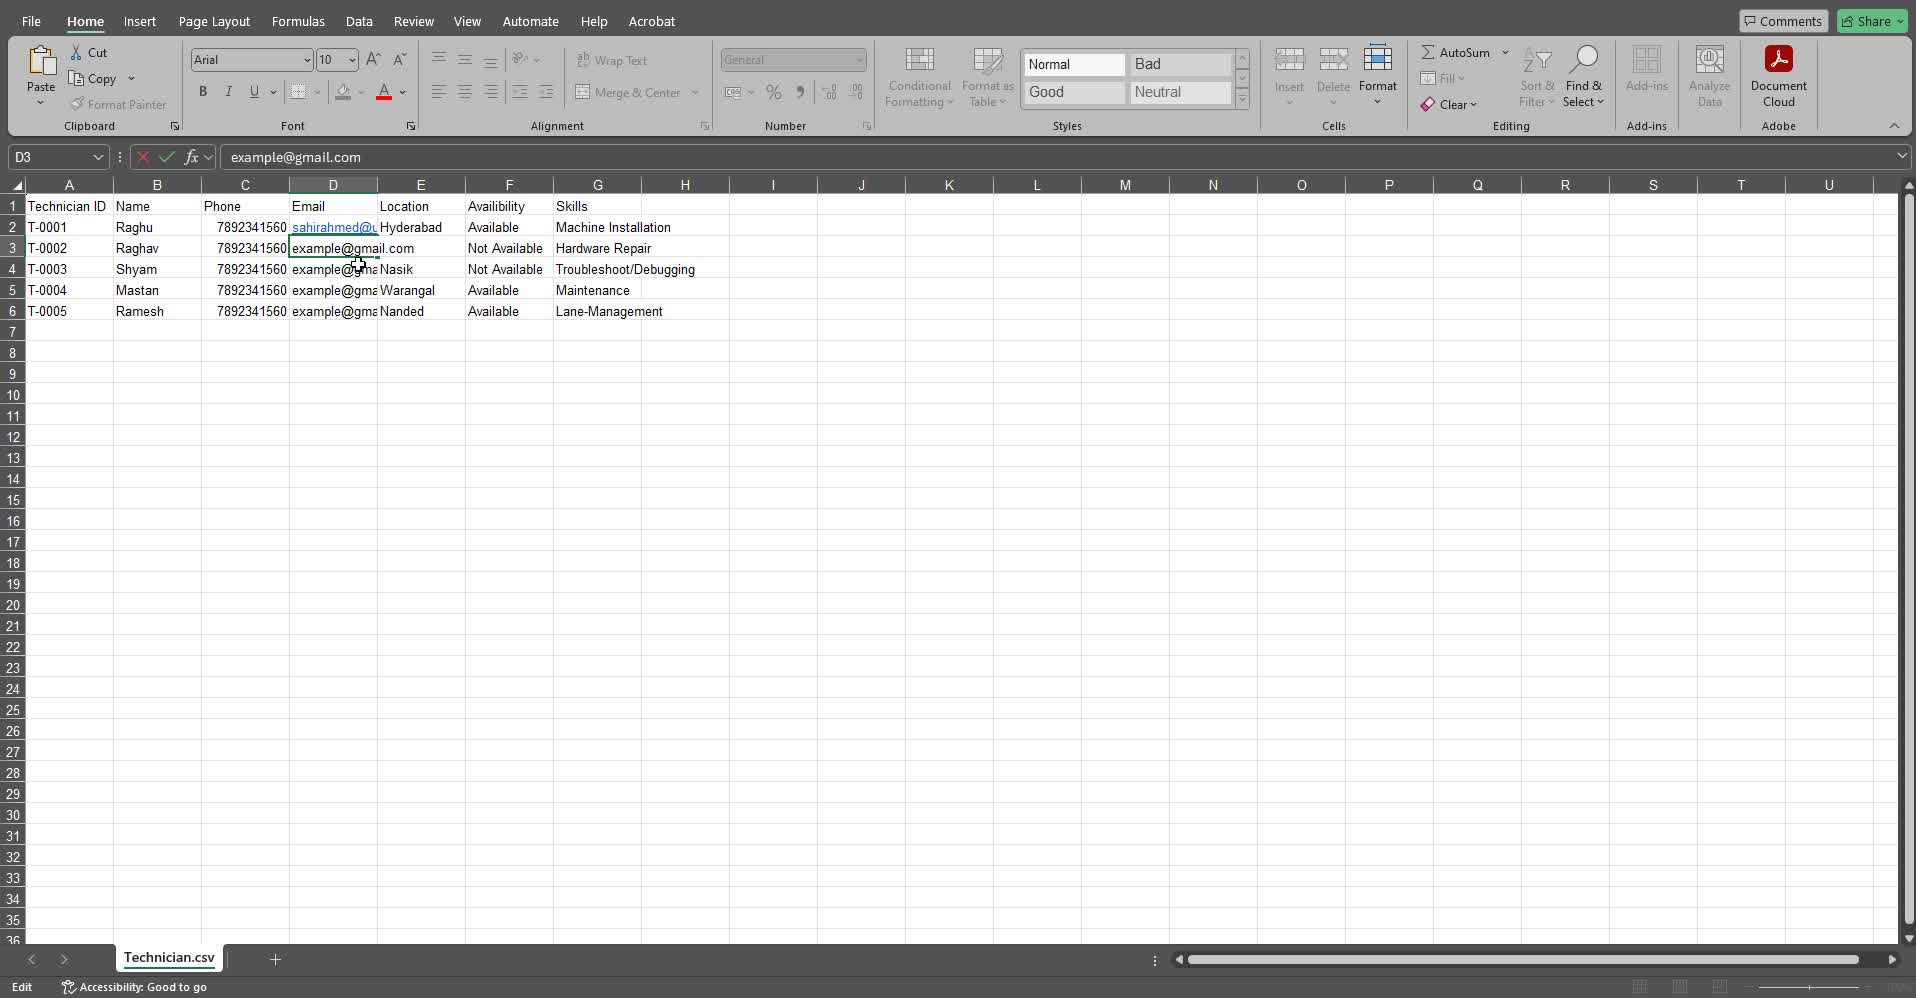 File Home Insert Page Layout Formulas Data Review View Automate Help Acrobat Comments Share
Paste Cut Copy Format Painter Clipboard
Arial 10 B I U A Font
ab Wrap Text Merge & Center Alignment
General % Number
Conditional Formatting Format as Table Normal Bad Good Neutral Styles
Insert Delete Format Cells
AutoSum Fill Clear Sort & Filter Find & Select Editing
Add-ins Add-ins
Analyze Data
Document Cloud Adobe
D3 fx example@gmail.com
A B C D E F G H I J K L M N O P Q R S T U
1 Technician ID Name Phone Email Location Availibility Skills
2 T-0001 Raghu 7892341560 sahirahmed@ Hyderabad Available Machine Installation
3 T-0002 Raghav 7892341560 example@gmail.com Not Available Hardware Repair
4 T-0003 Shyam 7892341560 example@gma Nasik Not Available Troubleshoot/Debugging
5 T-0004 Mastan 7892341560 example@gma Warangal Available Maintenance
6 T-0005 Ramesh 7892341560 example@gma Nanded Available Lane-Management
7
8
9
10
11
12
13
14
15
16
17
18
19
20
21
22
23
24
25
26
27
28
29
30
31
32
33
34
35
36
Technician.csv
Edit Accessibility: Good to go